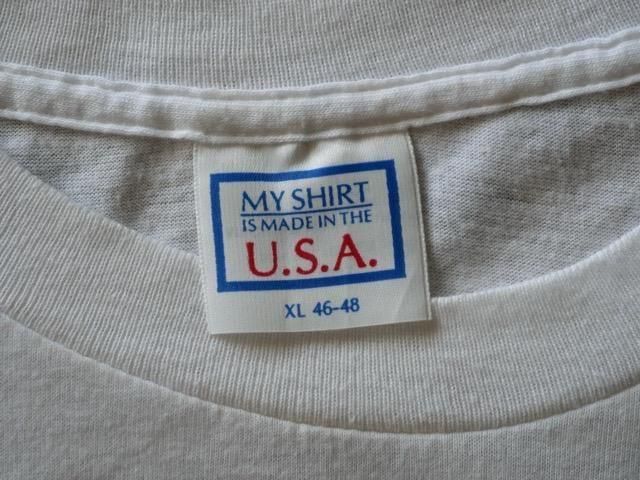 MY SHIRT
IS MADE IN THE
U.S.A.
XL 46-48